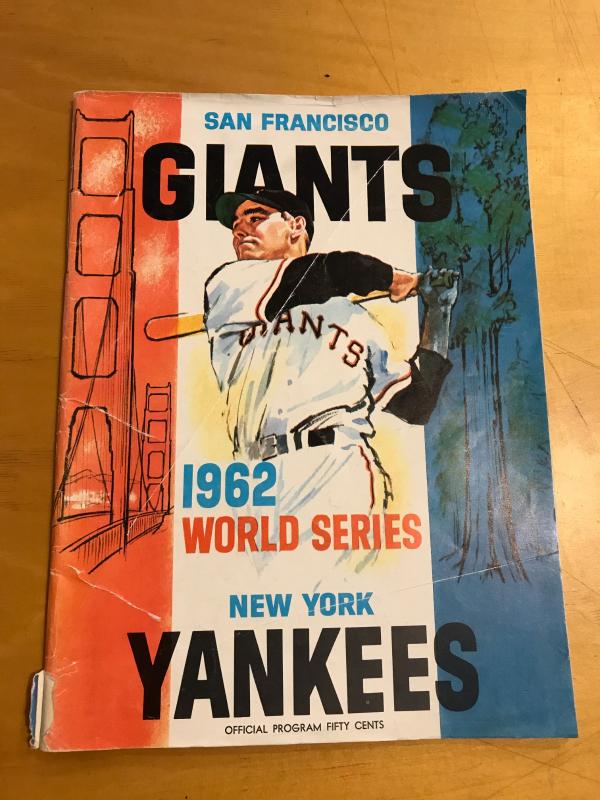 SAN FRANCISCO
GIANTS
GIANTS
1962
WORLD SERIES
NEW YORK
YANKEES
OFFICIAL PROGRAM FIFTY CENTS